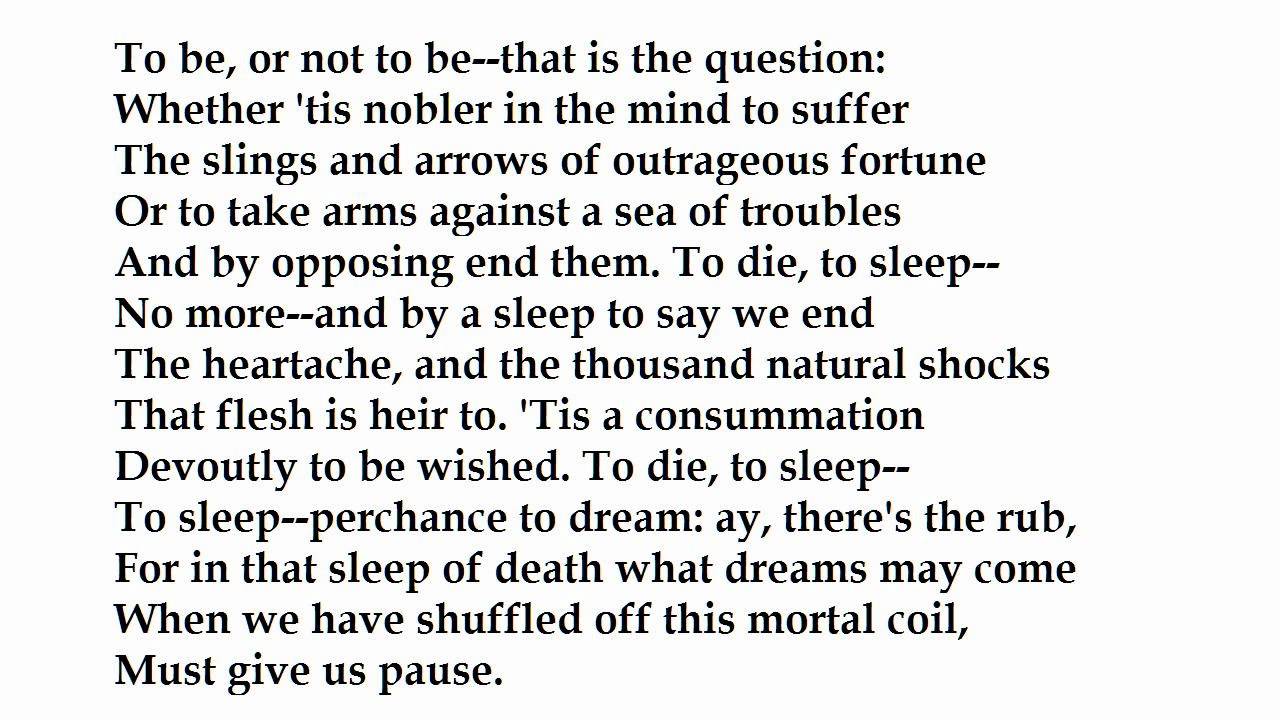 To be, or not to be--that is the question:
Whether 'tis nobler in the mind to suffer
The slings and arrows of outrageous fortune
Or to take arms against a sea of troubles
And by opposing end them. To die, to sleep--
No more--and by a sleep to say we end
The heartache, and the thousand natural shocks
That flesh is heir to. 'Tis a consummation
Devoutly to be wished. To die, to sleep--
To sleep--perchance to dream: ay, there's the rub,
For in that sleep of death what dreams may come
When we have shuffled off this mortal coil,
Must give us pause.